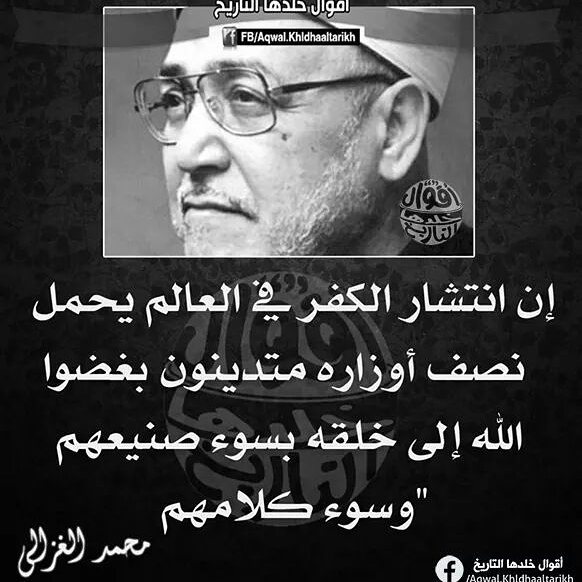 أقوال خلدها التاريخ
FB/Aqwal.Khldhaaltarikh
أقوال
خلدها
التاريخ
إن انتشار الكفر في العالم يحمل
نصف أوزاره متدينون بغضوا
الله إلى خلقه بسوء صنيعهم
وسوء كلامهم"
محمد الغزالى
أقوال خلدها التاريخ
/Aqwal.Khldhaaltarikh